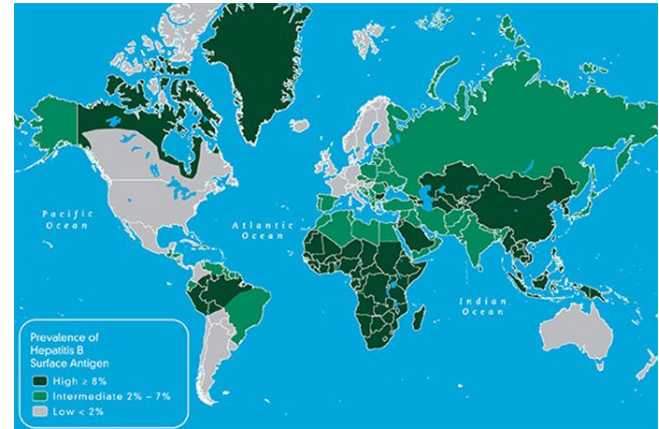 Pacific
Ocean
Atlantic
Ocean
Indian
Ocean
Prevalence of
Hepatitis B
Surface Antigen
High ≥ 8%
Intermediate 2% – 7%
Low < 2%